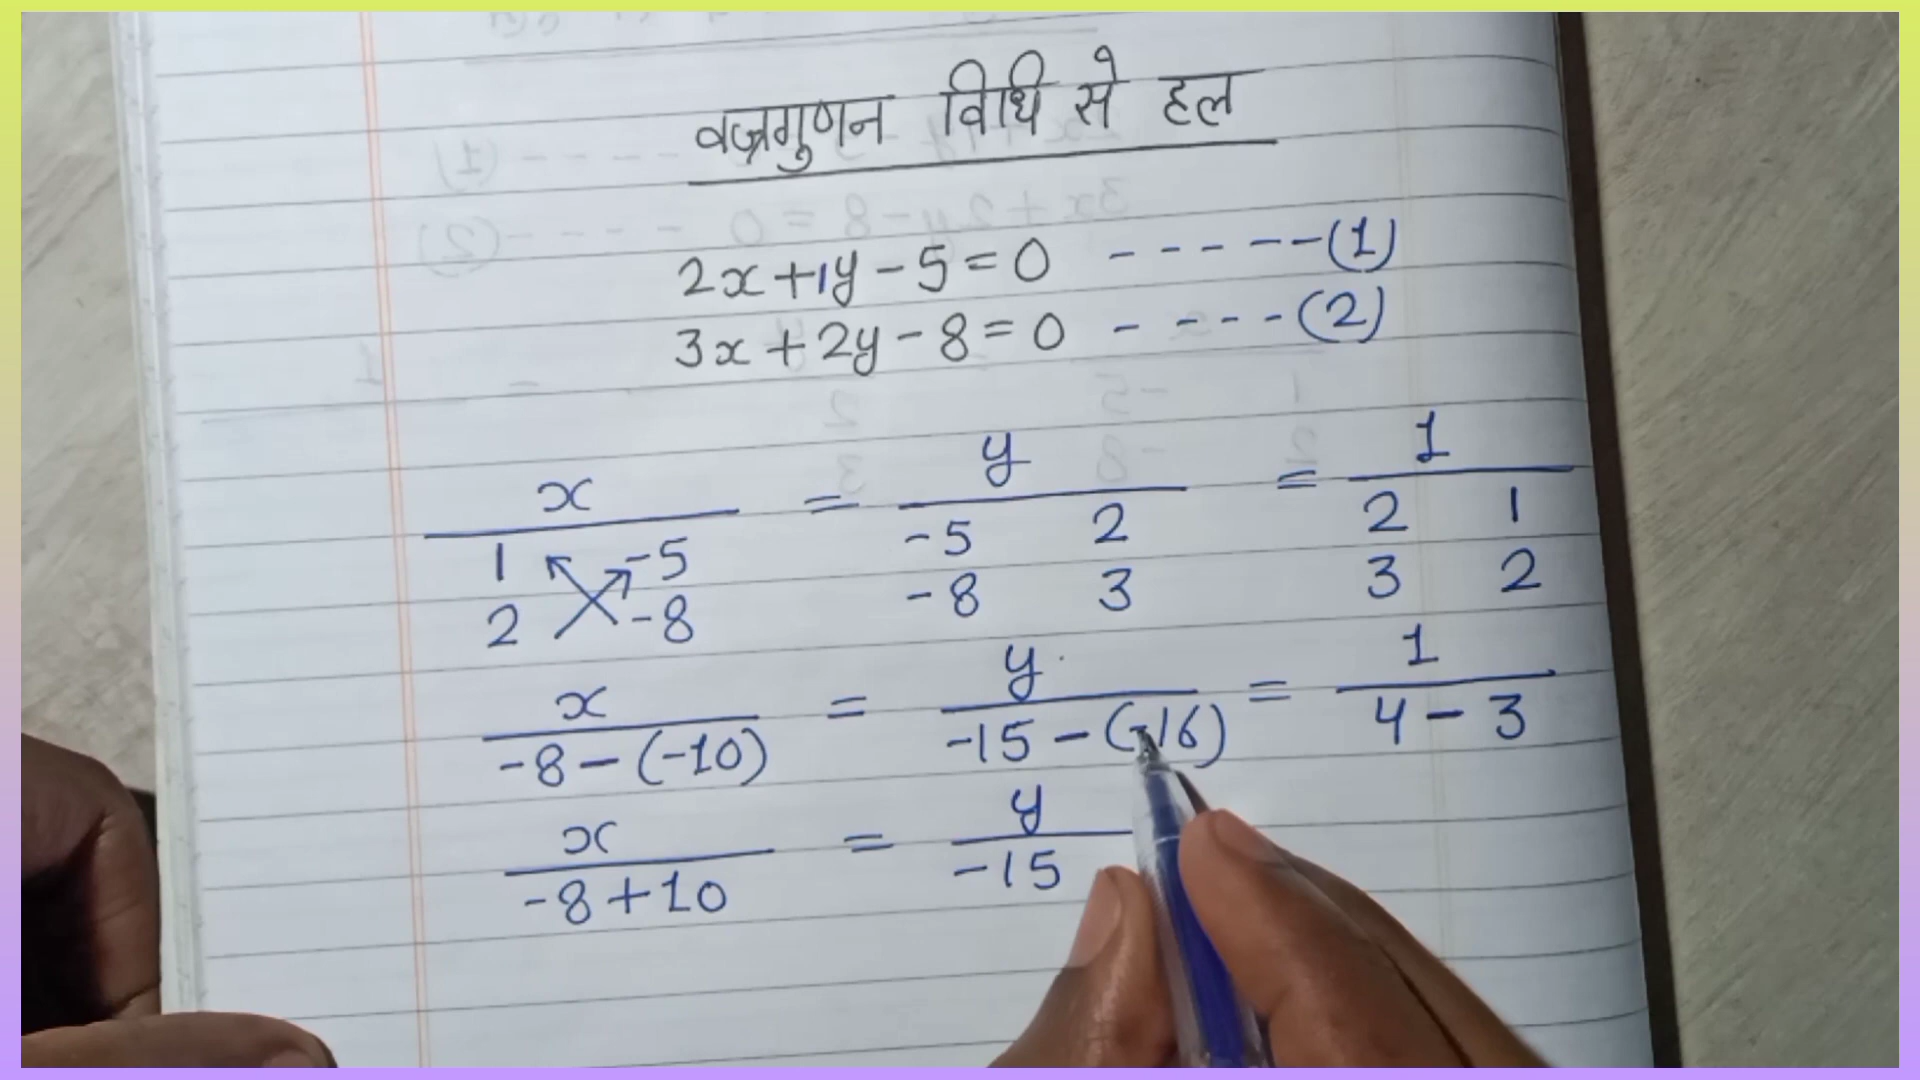 वज्रगुणन विधि से हल
2x+1y-5=0 ------(1)
3x+2y-8=0 -----(2)
x = y = 1
1 -5 -5 2 2 1
2 -8 -8 3 3 2
x = y = 1
-8-(-10) -15-(-16) 4-3
x = y
-8+10 -15